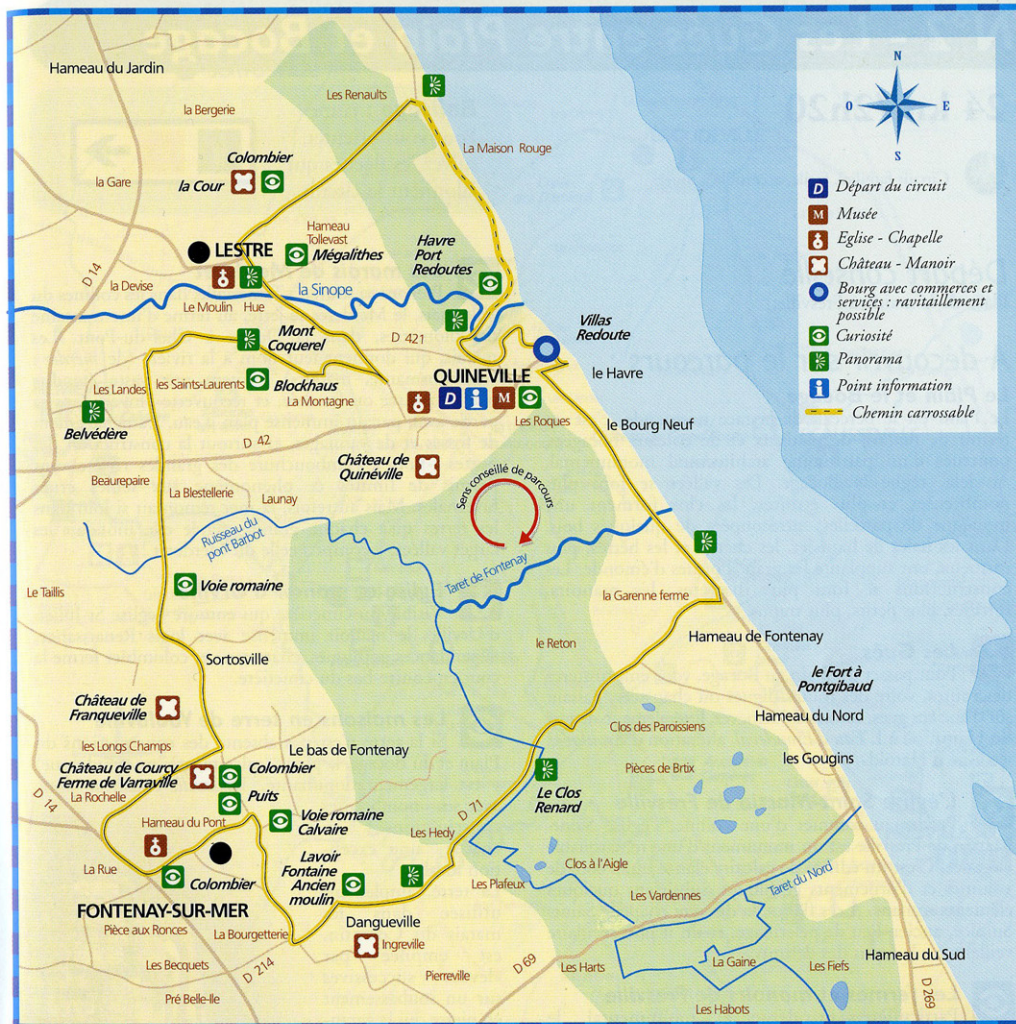 Hameau du Jardin
la Bergerie
Les Renaults
la Gare
Colombier
la Cour
La Maison Rouge
N
O
E
S
D
Départ du circuit
M
Musée
Eglise - Chapelle
Château - Manoir
Bourg avec commerces et
services : ravitaillement
possible
Curiosité
Panorama
i
Point information
Chemin carrossable
Hameau
Tollevast
Mégalithes
Havre
Port
Redoutes
LESTRE
D 14
la Devise
Le Moulin
Hue
la Sinope
D 421
Mont
Coquerel
Villas
Redoute
QUINEVILLE
D
i
M
le Havre
Les Landes
les Saints-Laurents
Blockhaus
La Montagne
Les Roques
le Bourg Neuf
Belvédère
D 42
Château de
Quinéville
Beaurepaire
La Blestellerie
Launay
Sens conseillé de parcours
Ruisseau du
pont Barbot
Taret de Fontenay
Le Taillis
Voie romaine
la Garenne ferme
Hameau de Fontenay
le Reton
Sortosville
le Fort à
Pontgibaud
Château de
Franqueville
Clos des Paroissiens
Hameau du Nord
les Longs Champs
Le bas de Fontenay
les Gougins
Château de Courcy
Ferme de Varraville
Colombier
Pièces de Brtix
La Rochelle
Puits
Le Clos
Renard
D 14
Hameau du Pont
Voie romaine
Calvaire
D 71
Les Hedy
La Rue
Colombier
Lavoir
Fontaine
Ancien
moulin
Clos à l'Aigle
Les Plafeux
Les Vardennes
Taret du Nord
FONTENAY-SUR-MER
Pièce aux Ronces
La Bourgetterie
Dangueville
Ingreville
Les Becquets
D 214
Pierreville
D 69
Les Harts
La Gaine
Les Fiefs
Hameau du Sud
Pré Belle-Ile
Les Habots
D 269